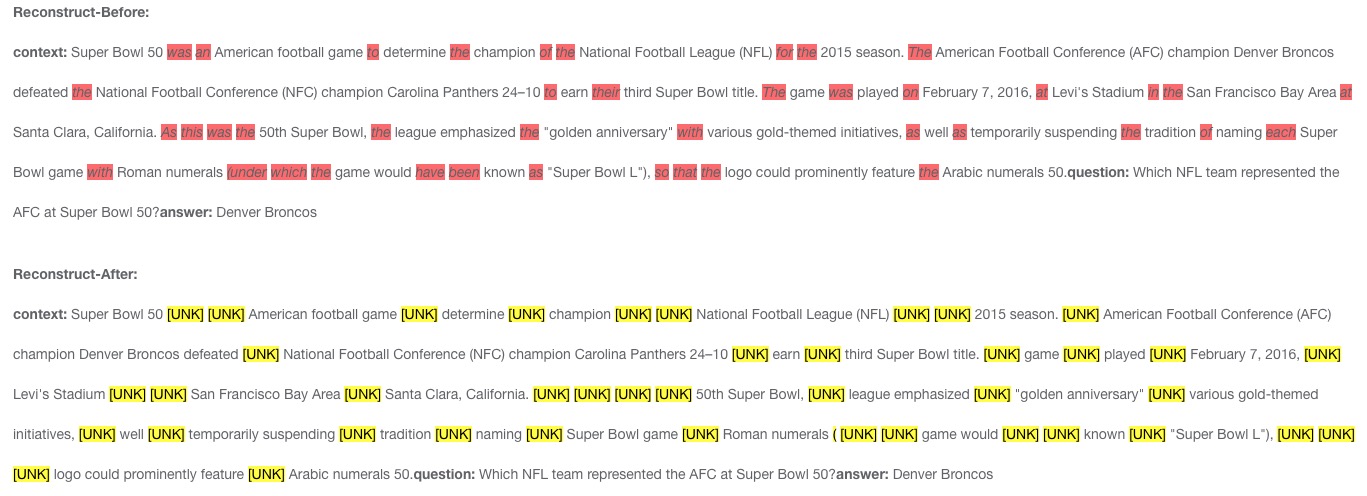 Reconstruct-Before:
context: Super Bowl 50 was an American football game to determine the champion of the National Football League (NFL) for the 2015 season. The American Football Conference (AFC) champion Denver Broncos
defeated the National Football Conference (NFC) champion Carolina Panthers 24–10 to earn their third Super Bowl title. The game was played on February 7, 2016, at Levi's Stadium in the San Francisco Bay Area at
Santa Clara, California. As this was the 50th Super Bowl, the league emphasized the "golden anniversary" with various gold-themed initiatives, as well as temporarily suspending the tradition of naming each Super
Bowl game with Roman numerals (under which the game would have been known as "Super Bowl L"), so that the logo could prominently feature the Arabic numerals 50.question: Which NFL team represented the
AFC at Super Bowl 50?answer: Denver Broncos
Reconstruct-After:
context: Super Bowl 50 [UNK] [UNK] American football game [UNK] determine [UNK] champion [UNK] [UNK] National Football League (NFL) [UNK] [UNK] 2015 season. [UNK] American Football Conference (AFC)
champion Denver Broncos defeated [UNK] National Football Conference (NFC) champion Carolina Panthers 24–10 [UNK] earn [UNK] third Super Bowl title. [UNK] game [UNK] played [UNK] February 7, 2016, [UNK]
Levi's Stadium [UNK] [UNK] San Francisco Bay Area [UNK] Santa Clara, California. [UNK] [UNK] [UNK] [UNK] 50th Super Bowl, [UNK] league emphasized [UNK] "golden anniversary" [UNK] various gold-themed
initiatives, [UNK] well [UNK] temporarily suspending [UNK] tradition [UNK] naming [UNK] Super Bowl game [UNK] Roman numerals ( [UNK] [UNK] game would [UNK] [UNK] known [UNK] "Super Bowl L"), [UNK] [UNK]
[UNK] logo could prominently feature [UNK] Arabic numerals 50.question: Which NFL team represented the AFC at Super Bowl 50?answer: Denver Broncos